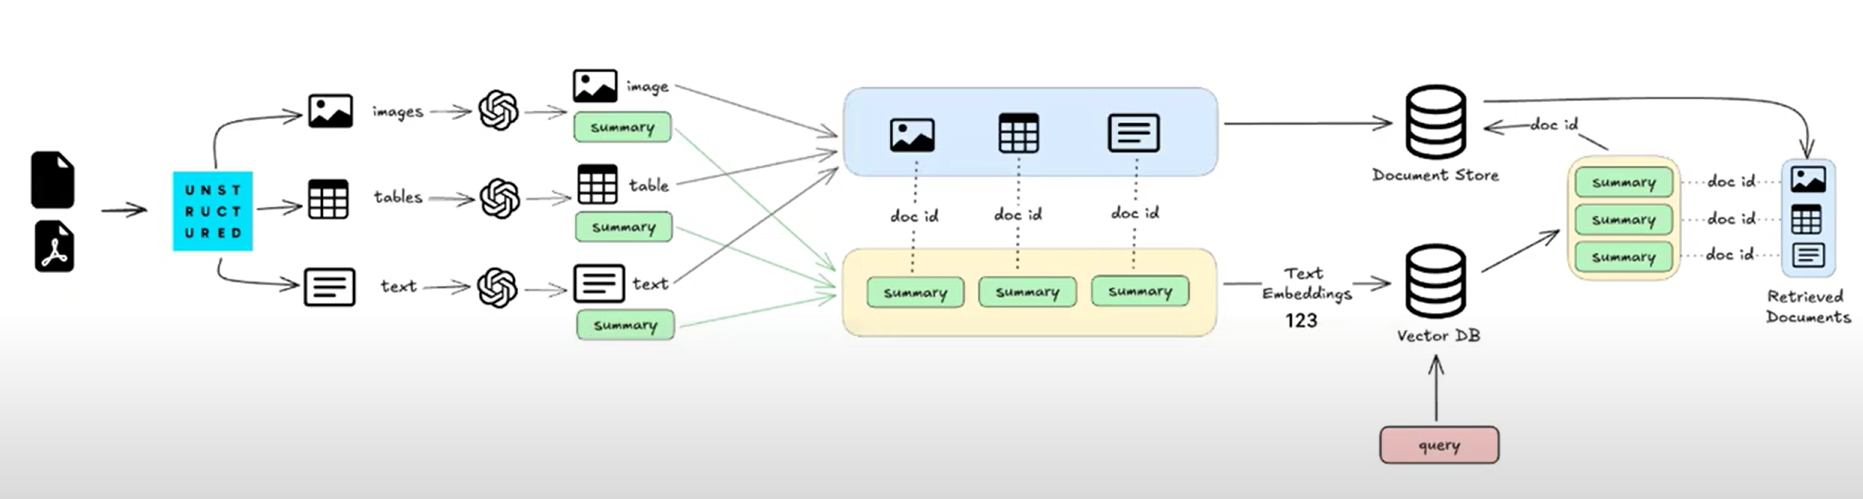 UNST
RUCT
URED
images
tables
text
image
summary
table
summary
text
summary
doc id
doc id
doc id
summary
summary
summary
Text
Embeddings
123
Document Store
Vector DB
query
doc id
summary
summary
summary
doc id
doc id
doc id
Retrieved
Documents